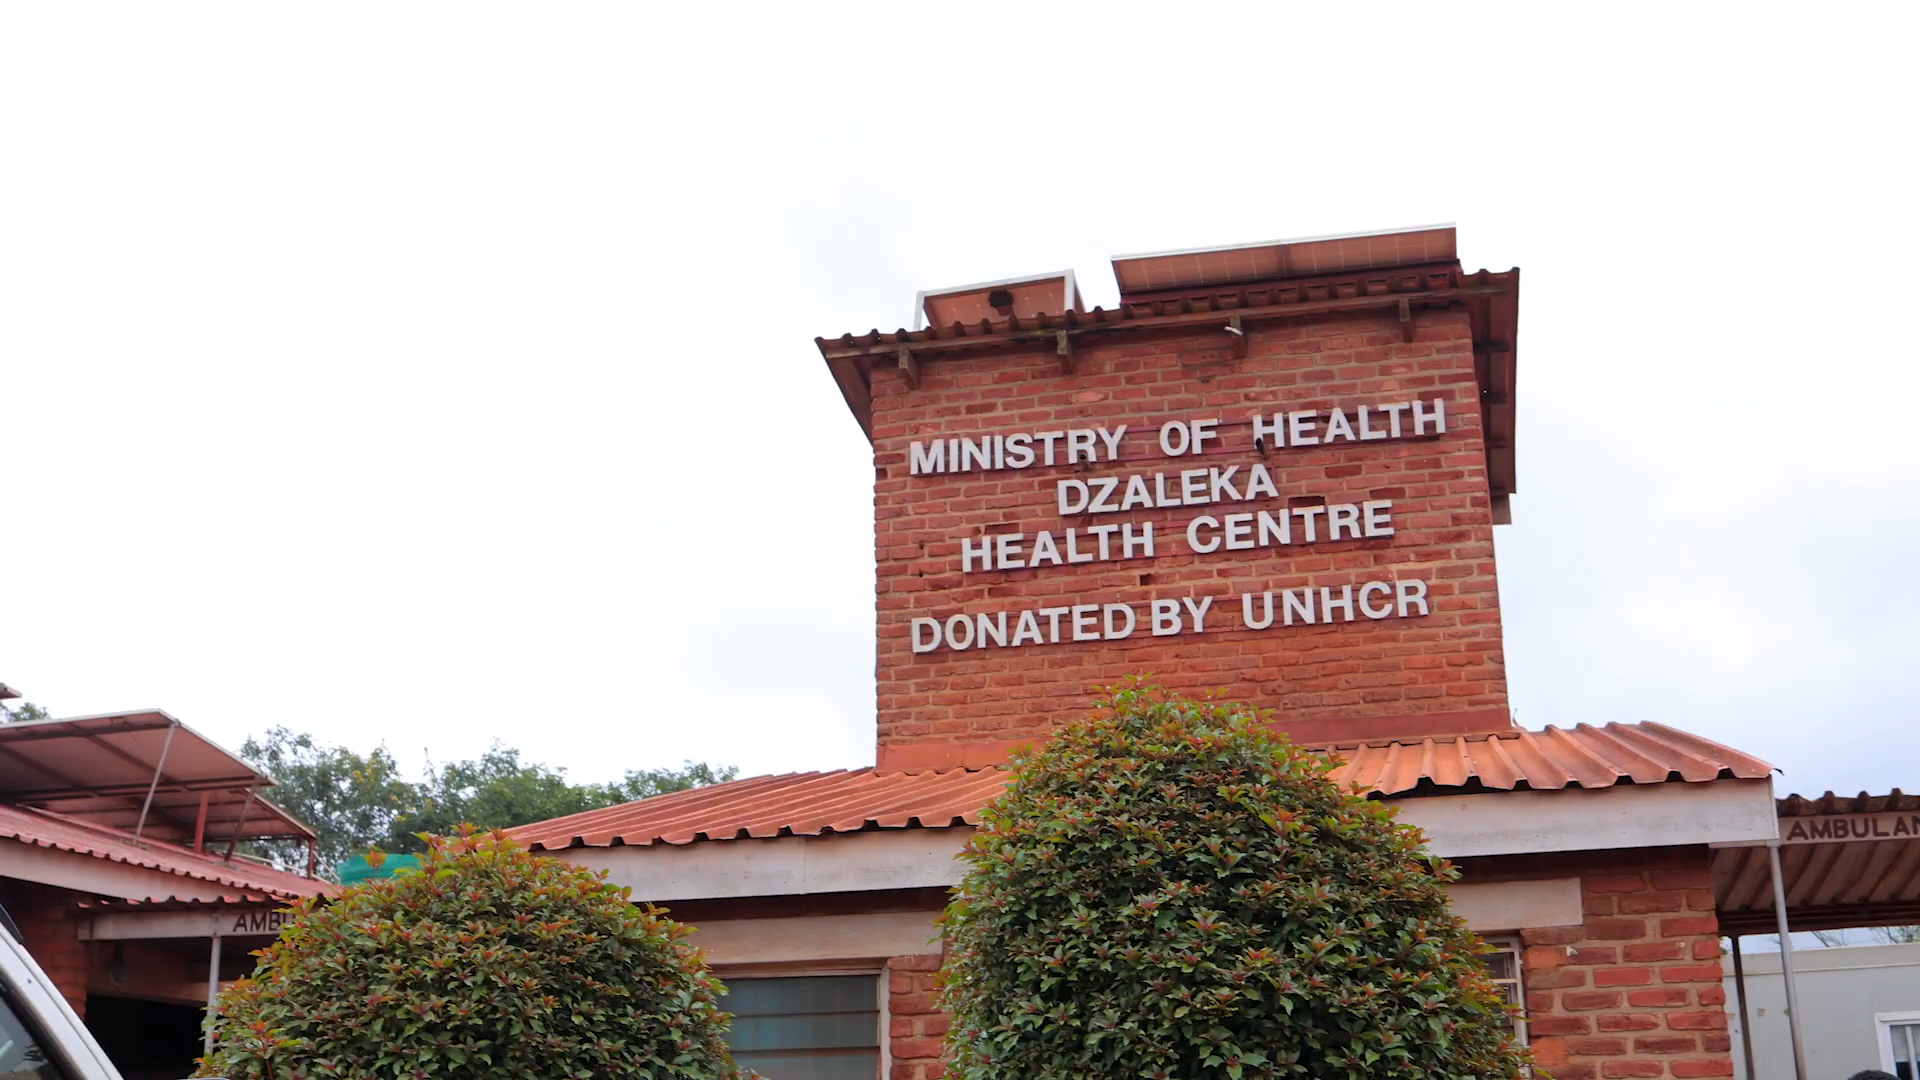 MINISTRY OF HEALTH
DZALEKA
HEALTH CENTRE
DONATED BY UNHCR